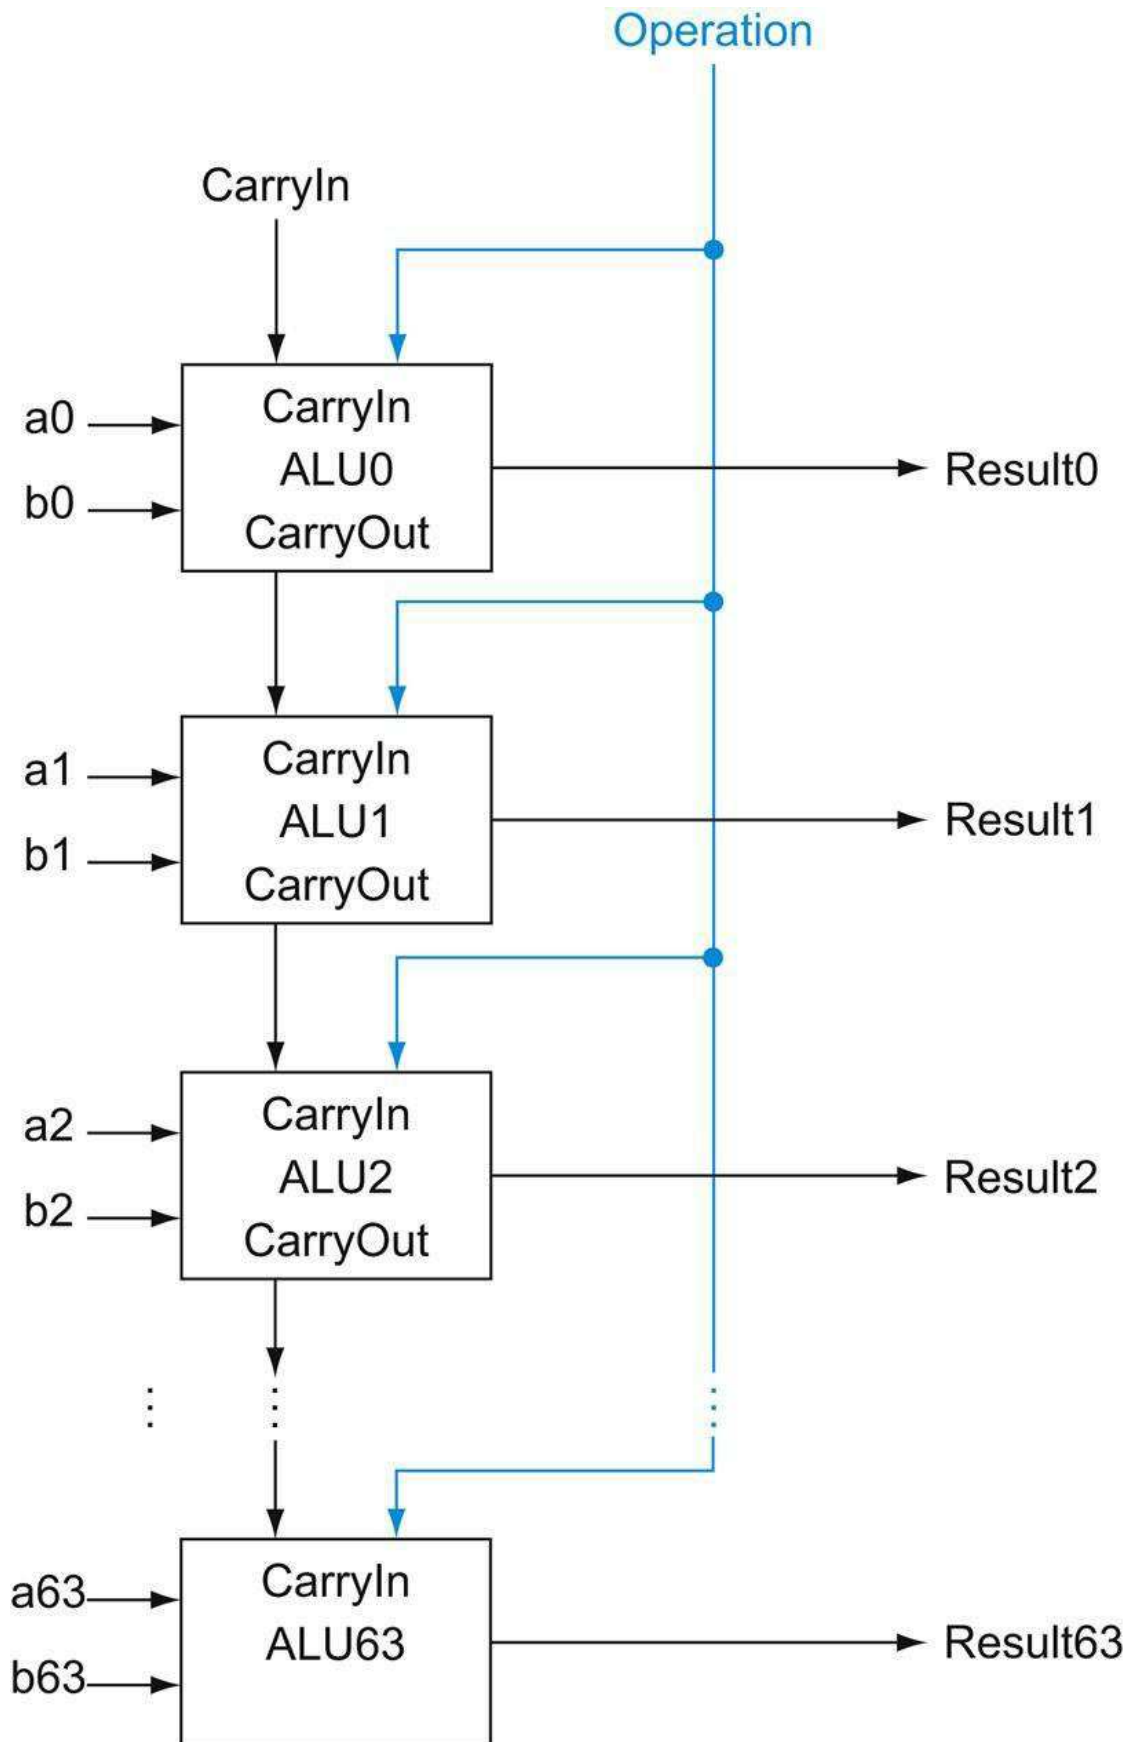 Operation
CarryIn
a0
b0
CarryIn
ALU0
CarryOut
Result0
a1
b1
CarryIn
ALU1
CarryOut
Result1
a2
b2
CarryIn
ALU2
CarryOut
Result2
a63
b63
CarryIn
ALU63
Result63